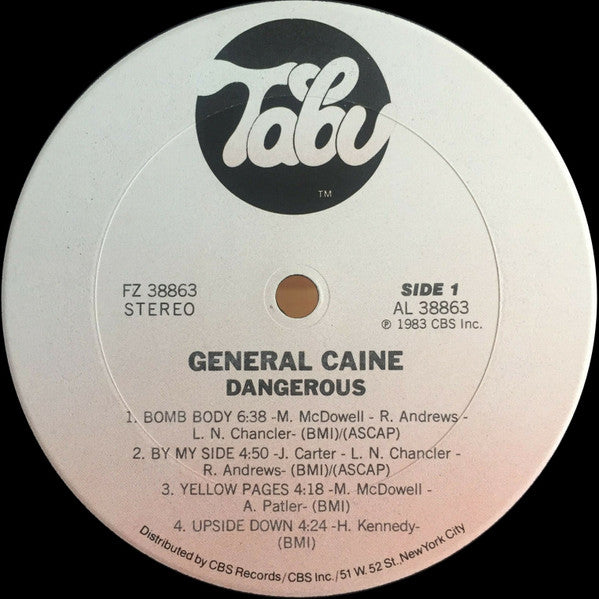 Tabu
TM
FZ 38863
STEREO
SIDE 1
AL 38863
℗ 1983 CBS Inc.
GENERAL CAINE
DANGEROUS
1. BOMB BODY 6:38 -M. McDowell - R. Andrews -
L. N. Chancler- (BMI)/(ASCAP)
2. BY MY SIDE 4:50 -J. Carter - L. N. Chancler -
R. Andrews- (BMI)/(ASCAP)
3. YELLOW PAGES 4:18 -M. McDowell -
A. Patler- (BMI)
4. UPSIDE DOWN 4:24 -H. Kennedy-
(BMI)
Distributed by CBS Records/CBS Inc./51 W. 52 St., New York City